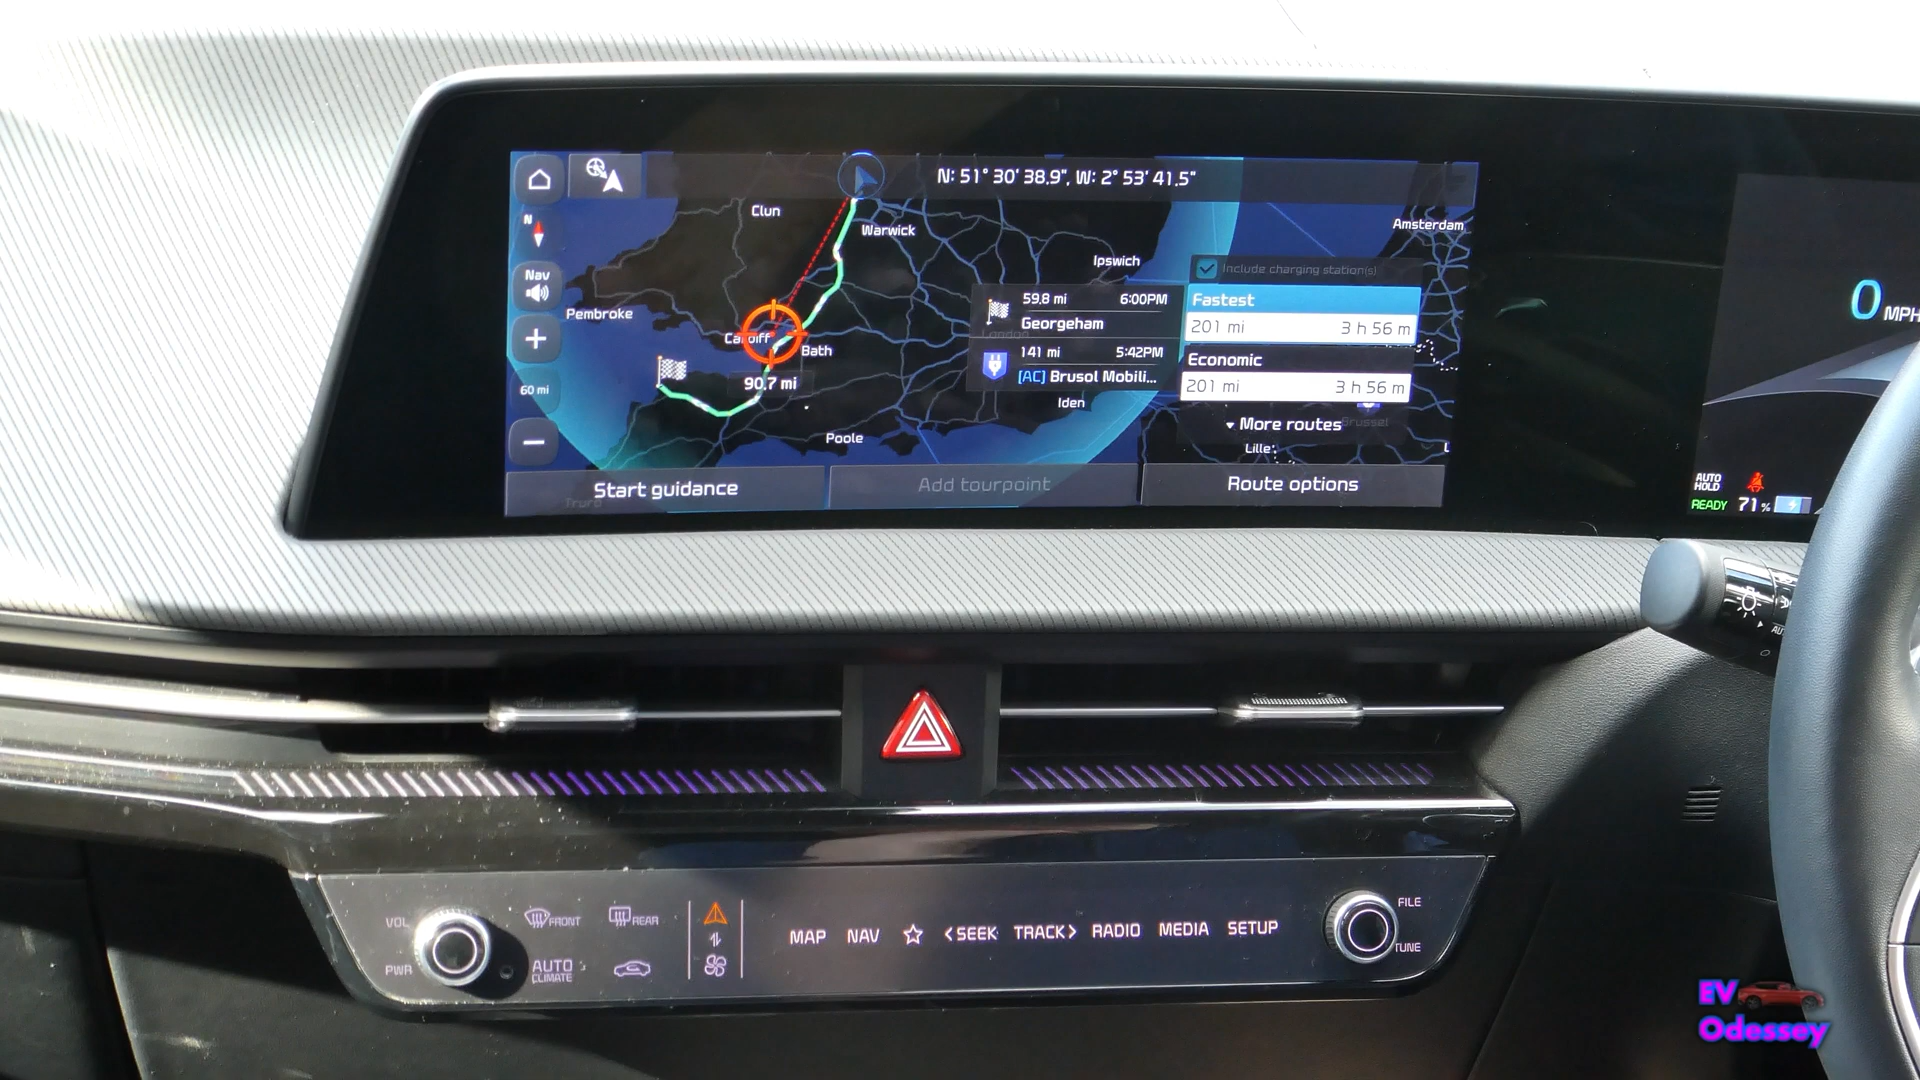 N: 51° 30' 38.9", W: 2° 53' 41.5"
N
Nav
60 mi
Clun
Warwick
Ipswich
Amsterdam
Pembroke
Cardiff
Bath
90.7 mi
Poole
London
Iden
Brussel
Lille
Truro
59.8 mi 6:00PM
Georgeham
141 mi 5:42PM
[AC] Brusol Mobili...
Include charging station(s)
Fastest
201 mi 3 h 56 m
Economic
201 mi 3 h 56 m
More routes
Start guidance
Add tourpoint
Route options
0 MPH
AUTO
HOLD
READY 71%
VOL
PWR
FRONT
REAR
AUTO
CLIMATE
MAP NAV <SEEK TRACK> RADIO MEDIA SETUP
FILE
TUNE
EV
Odessey